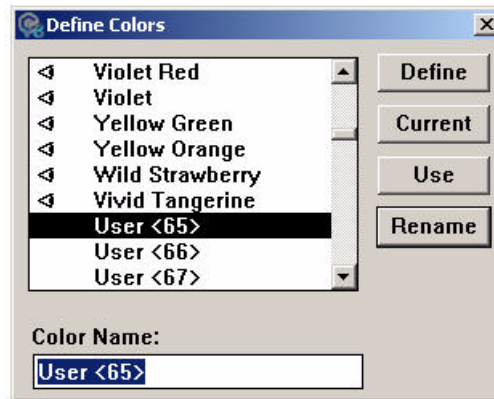 Define Colors
Violet Red
Violet
Yellow Green
Yellow Orange
Wild Strawberry
Vivid Tangerine
User <65>
User <66>
User <67>
Define
Current
Use
Rename
Color Name:
User <65>